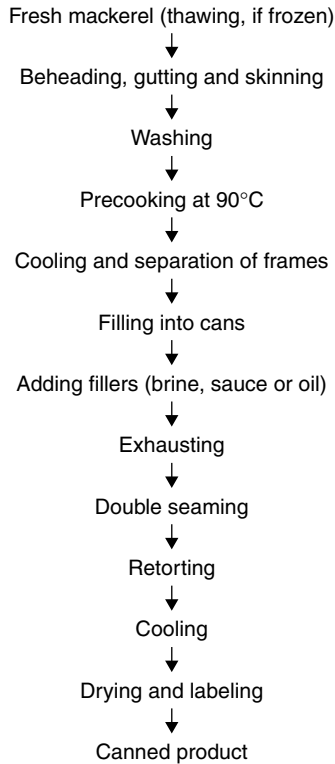 Fresh mackerel (thawing, if frozen)
Beheading, gutting and skinning
Washing
Precooking at 90°C
Cooling and separation of frames
Filling into cans
Adding fillers (brine, sauce or oil)
Exhausting
Double seaming
Retorting
Cooling
Drying and labeling
Canned product